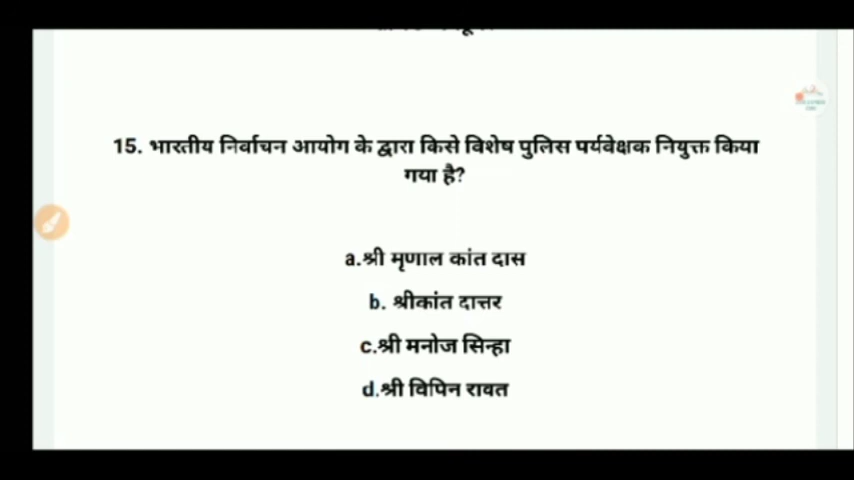 15. भारतीय निर्वाचन आयोग के द्वारा किसे विशेष पुलिस पर्यवेक्षक नियुक्त किया
गया है?
a.श्री मृणाल कांत दास
b. श्रीकांत दात्तर
c.श्री मनोज सिन्हा
d.श्री विपिन रावत